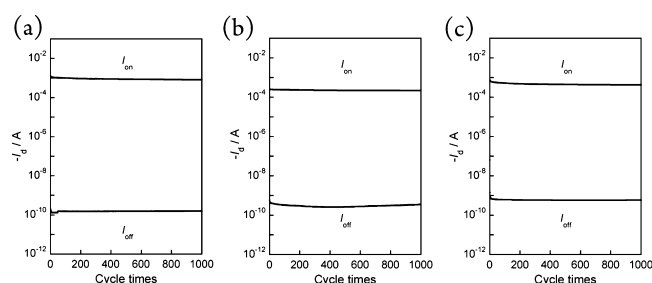 (a)
10⁻²
10⁻⁴
10⁻⁶
10⁻⁸
10⁻¹⁰
10⁻¹²
-I_d / A
I_on
I_off
0 200 400 600 800 1000
Cycle times
(b)
10⁻²
10⁻⁴
10⁻⁶
10⁻⁸
10⁻¹⁰
10⁻¹²
-I_d / A
I_on
I_off
0 200 400 600 800 1000
Cycle times
(c)
10⁻²
10⁻⁴
10⁻⁶
10⁻⁸
10⁻¹⁰
10⁻¹²
-I_d / A
I_on
I_off
0 200 400 600 800 1000
Cycle times